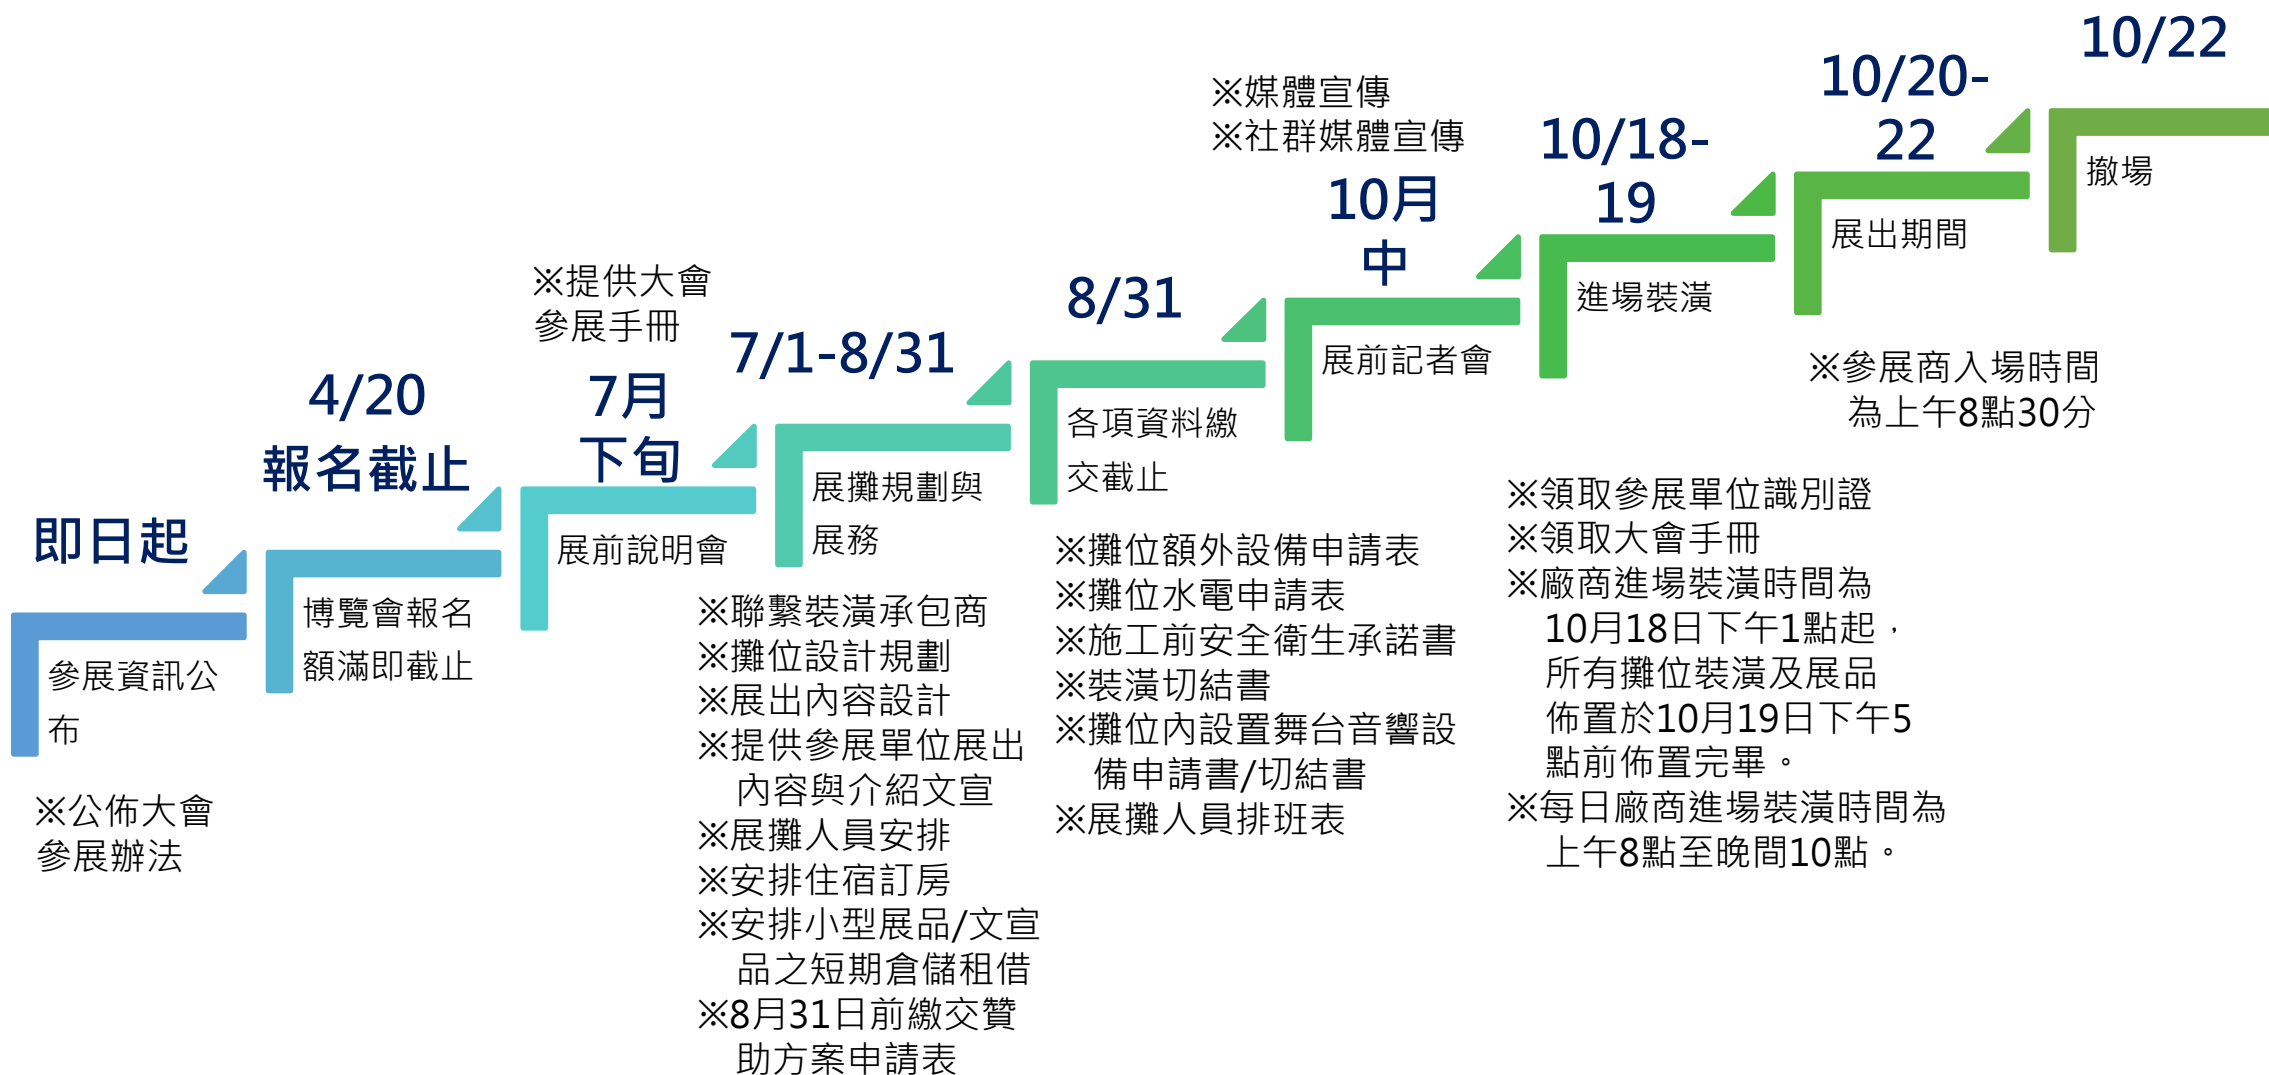 即日起
參展資訊公
布
※公佈大會
參展辦法
4/20
報名截止
博覽會報名
額滿即截止
※提供大會
參展手冊
7月
下旬
展前說明會
7/1-8/31
展攤規劃與
展務
※聯繫裝潢承包商
※攤位設計規劃
※展出內容設計
※提供參展單位展出
內容與介紹文宣
※展攤人員安排
※安排住宿訂房
※安排小型展品/文宣
品之短期倉儲租借
※8月31日前繳交贊
助方案申請表
8/31
各項資料繳
交截止
※攤位額外設備申請表
※攤位水電申請表
※施工前安全衛生承諾書
※裝潢切結書
※攤位內設置舞台音響設
備申請書/切結書
※展攤人員排班表
※媒體宣傳
※社群媒體宣傳
10月
中
展前記者會
10/18-
19
進場裝潢
※領取參展單位識別證
※領取大會手冊
※廠商進場裝潢時間為
10月18日下午1點起，
所有攤位裝潢及展品
佈置於10月19日下午5
點前佈置完畢。
※每日廠商進場裝潢時間為
上午8點至晚間10點。
10/20-
22
展出期間
※參展商入場時間
為上午8點30分
10/22
撤場